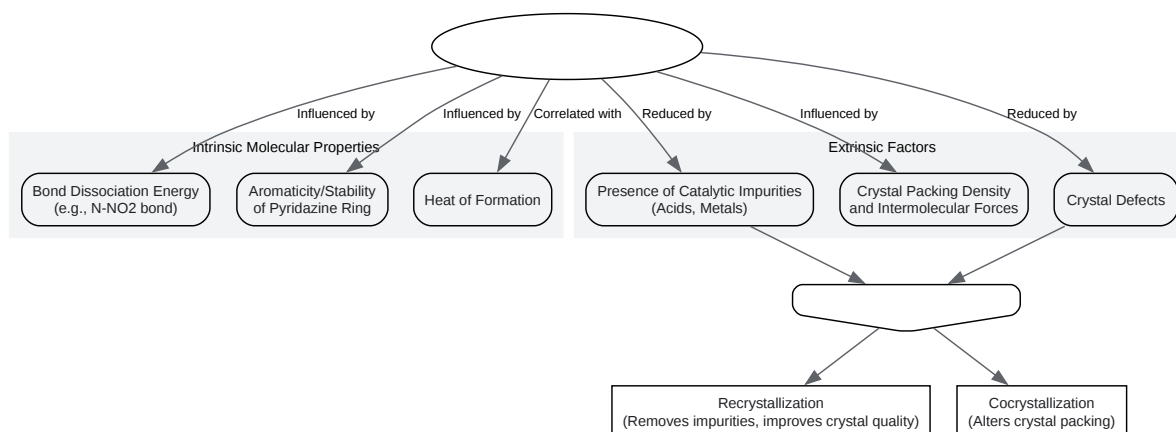 Influenced by
Influenced by
Correlated with
Reduced by
Influenced by
Reduced by
Intrinsic Molecular Properties
Extrinsic Factors
Bond Dissociation Energy
(e.g., N-NO2 bond)
Aromaticity/Stability
of Pyridazine Ring
Heat of Formation
Presence of Catalytic Impurities
(Acids, Metals)
Crystal Packing Density
and Intermolecular Forces
Crystal Defects
Recrystallization
(Removes impurities, improves crystal quality)
Cocrystallization
(Alters crystal packing)